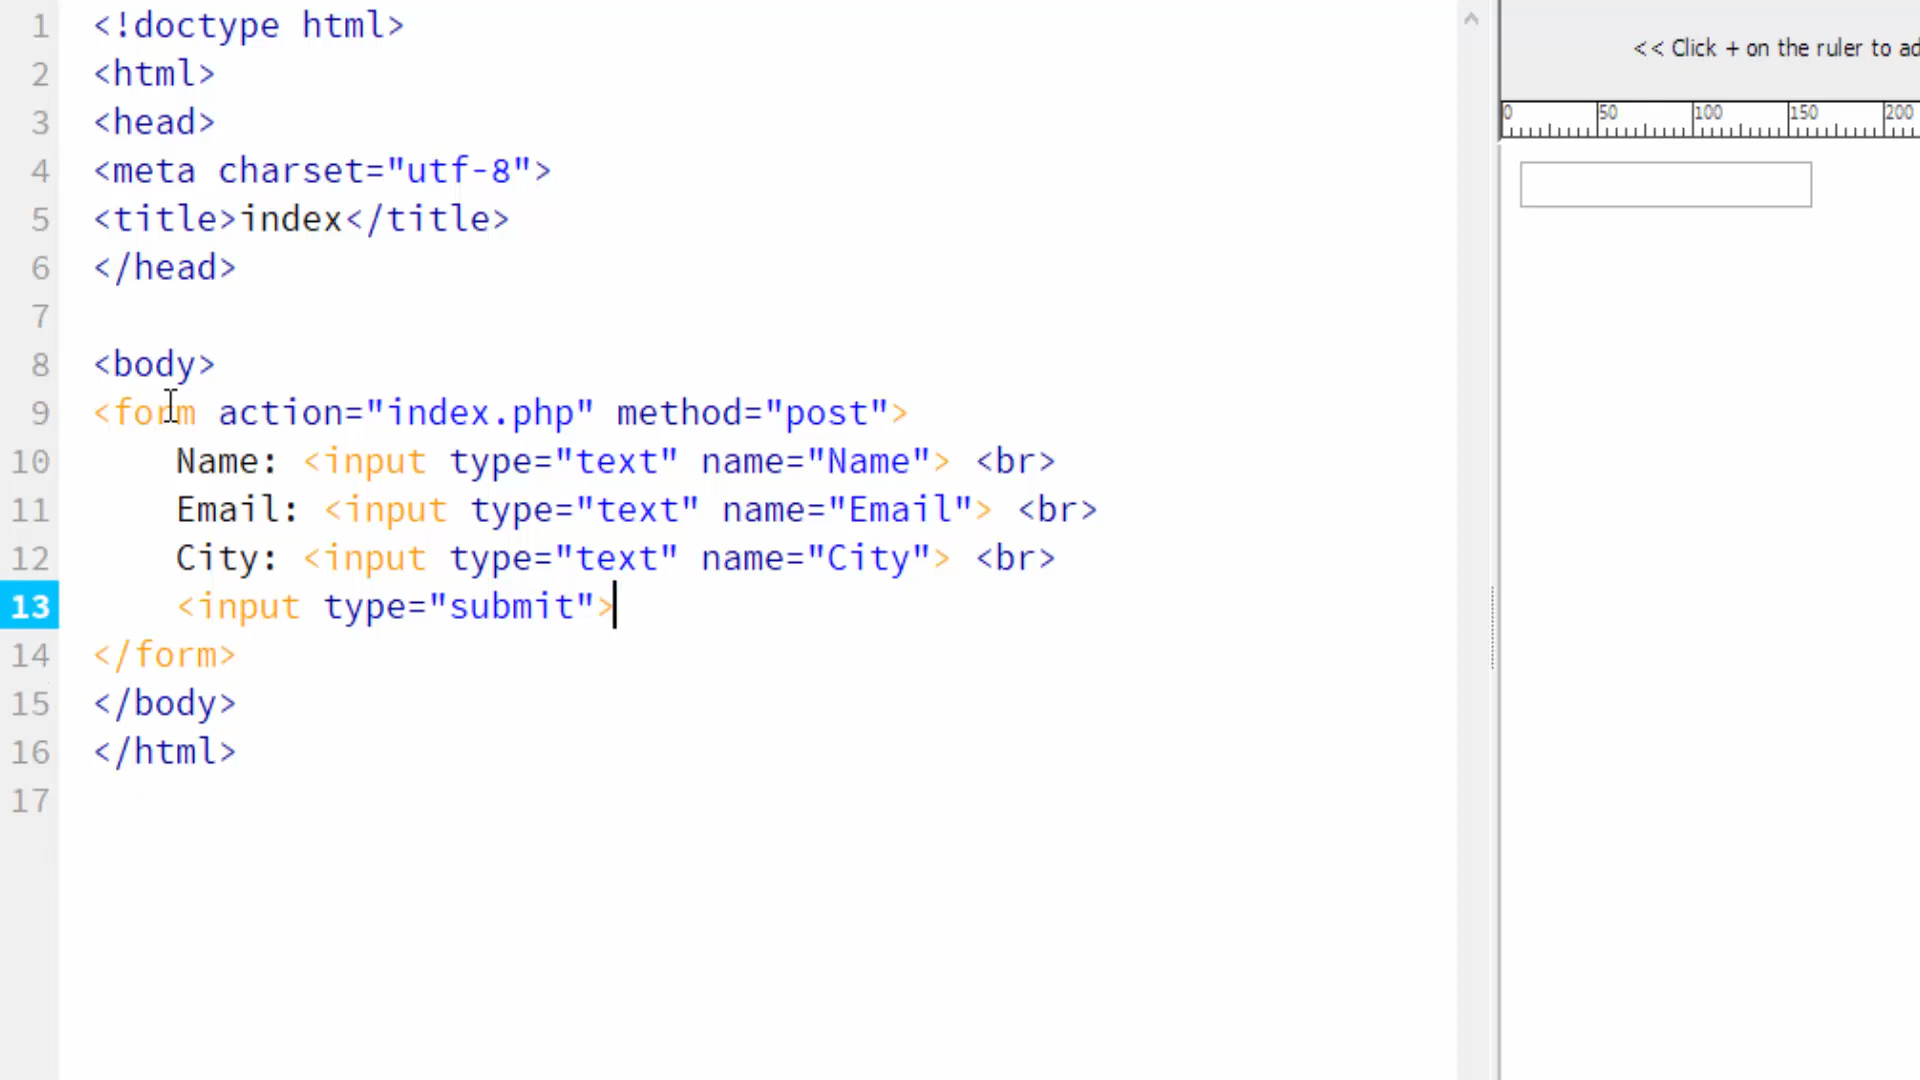 1 <!doctype html>
2 <html>
3 <head>
4 <meta charset="utf-8">
5 <title>index</title>
6 </head>
7
8 <body>
9 <form action="index.php" method="post">
10     Name: <input type="text" name="Name"> <br>
11     Email: <input type="text" name="Email"> <br>
12     City: <input type="text" name="City"> <br>
13     <input type="submit">
14 </form>
15 </body>
16 </html>
17
<< Click + on the ruler to ad
0 50 100 150 200